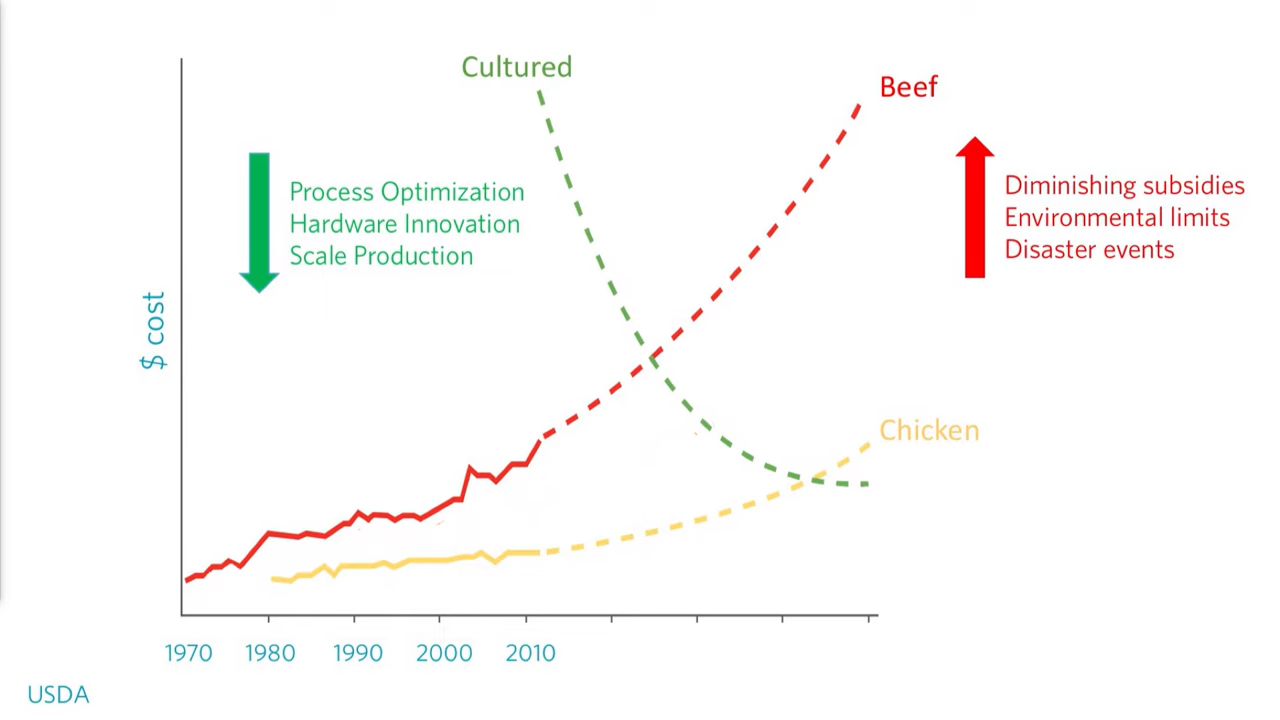 Cultured
Beef
Process Optimization
Hardware Innovation
Scale Production
Diminishing subsidies
Environmental limits
Disaster events
$ cost
Chicken
1970 1980 1990 2000 2010
USDA